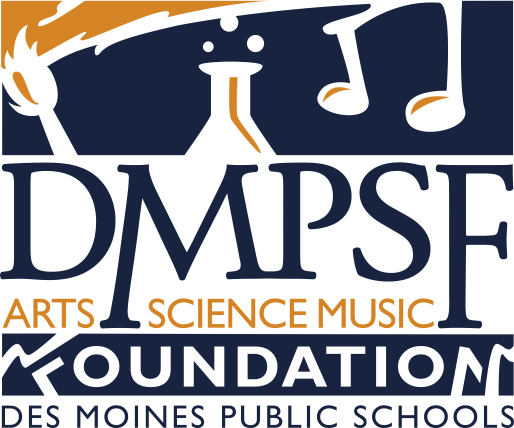 DMPSF
ARTS SCIENCE MUSIC
FOUNDATION
DES MOINES PUBLIC SCHOOLS